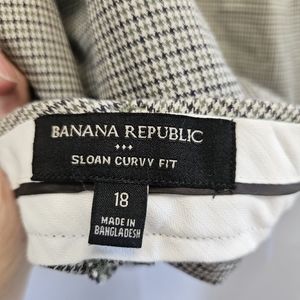 BANANA REPUBLIC
SLOAN CURVY FIT
18
MADE IN
BANGLADESH